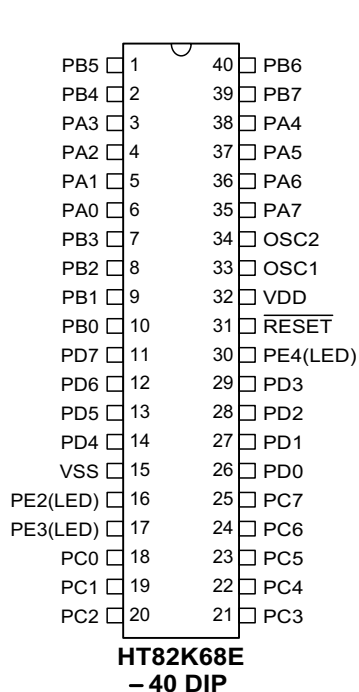 PB5 1 40 PB6
PB4 2 39 PB7
PA3 3 38 PA4
PA2 4 37 PA5
PA1 5 36 PA6
PA0 6 35 PA7
PB3 7 34 OSC2
PB2 8 33 OSC1
PB1 9 32 VDD
PB0 10 31 RESET
PD7 11 30 PE4(LED)
PD6 12 29 PD3
PD5 13 28 PD2
PD4 14 27 PD1
VSS 15 26 PD0
PE2(LED) 16 25 PC7
PE3(LED) 17 24 PC6
PC0 18 23 PC5
PC1 19 22 PC4
PC2 20 21 PC3
HT82K68E
– 40 DIP